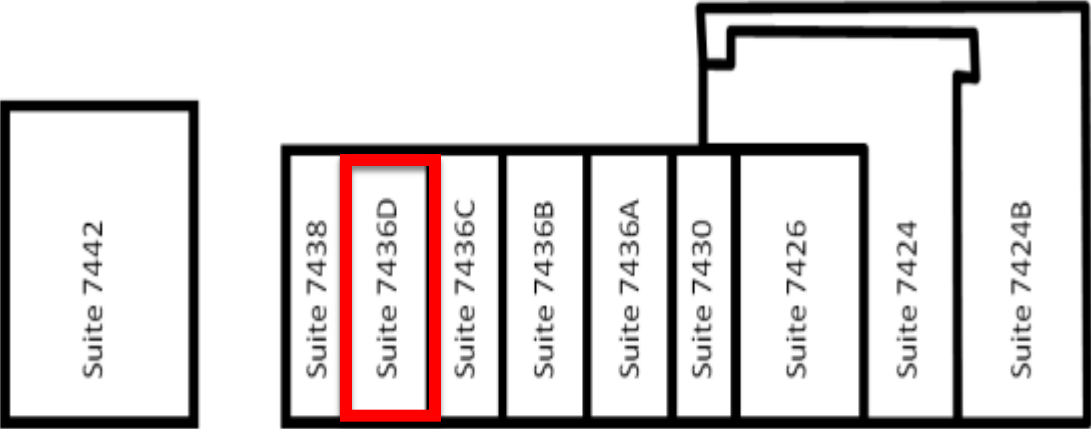 Suite 7442
Suite 7438
Suite 7436D
Suite 7436C
Suite 7436B
Suite 7436A
Suite 7430
Suite 7426
Suite 7424
Suite 7424B